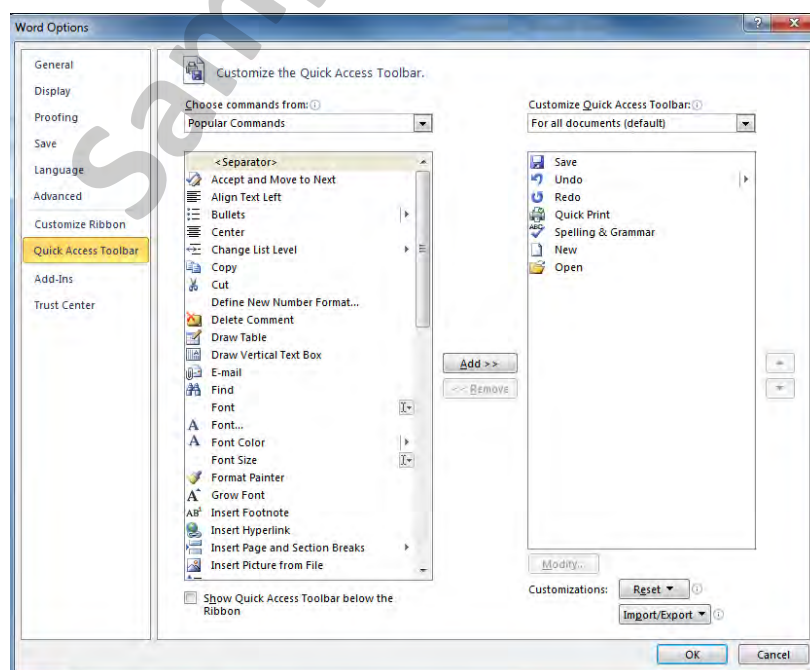 Word Options
General
Display
Proofing
Save
Language
Advanced
Customize Ribbon
Quick Access Toolbar
Add-Ins
Trust Center
Customize the Quick Access Toolbar.
Choose commands from:
Popular Commands
<Separator>
Accept and Move to Next
Align Text Left
Bullets
Center
Change List Level
Copy
Cut
Define New Number Format...
Delete Comment
Draw Table
Draw Vertical Text Box
E-mail
Find
Font
Font...
Font Color
Font Size
Format Painter
Grow Font
Insert Footnote
Insert Hyperlink
Insert Page and Section Breaks
Insert Picture from File
Show Quick Access Toolbar below the
Ribbon
Add >>
<< Remove
Customize Quick Access Toolbar:
For all documents (default)
Save
Undo
Redo
Quick Print
Spelling & Grammar
New
Open
Modify...
Customizations:
Reset
Import/Export
OK
Cancel